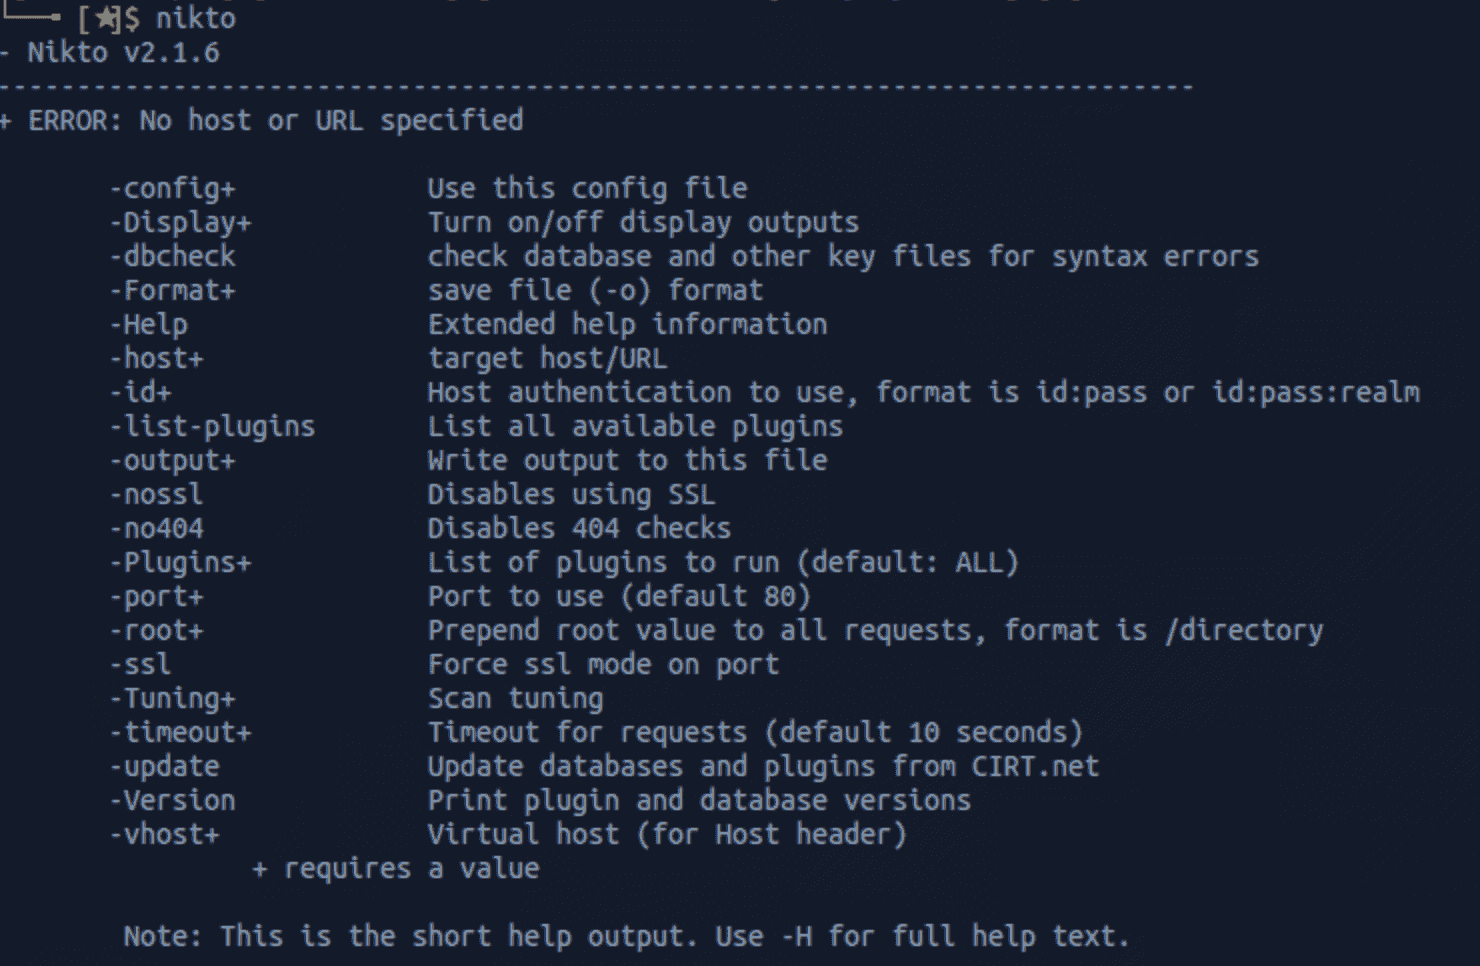 [★]$ nikto
- Nikto v2.1.6
---------------------------------------------------------------------------
+ ERROR: No host or URL specified
-config+ Use this config file
-Display+ Turn on/off display outputs
-dbcheck check database and other key files for syntax errors
-Format+ save file (-o) format
-Help Extended help information
-host+ target host/URL
-id+ Host authentication to use, format is id:pass or id:pass:realm
-list-plugins List all available plugins
-output+ Write output to this file
-nossl Disables using SSL
-no404 Disables 404 checks
-Plugins+ List of plugins to run (default: ALL)
-port+ Port to use (default 80)
-root+ Prepend root value to all requests, format is /directory
-ssl Force ssl mode on port
-Tuning+ Scan tuning
-timeout+ Timeout for requests (default 10 seconds)
-update Update databases and plugins from CIRT.net
-Version Print plugin and database versions
-vhost+ Virtual host (for Host header)
+ requires a value
Note: This is the short help output. Use -H for full help text.